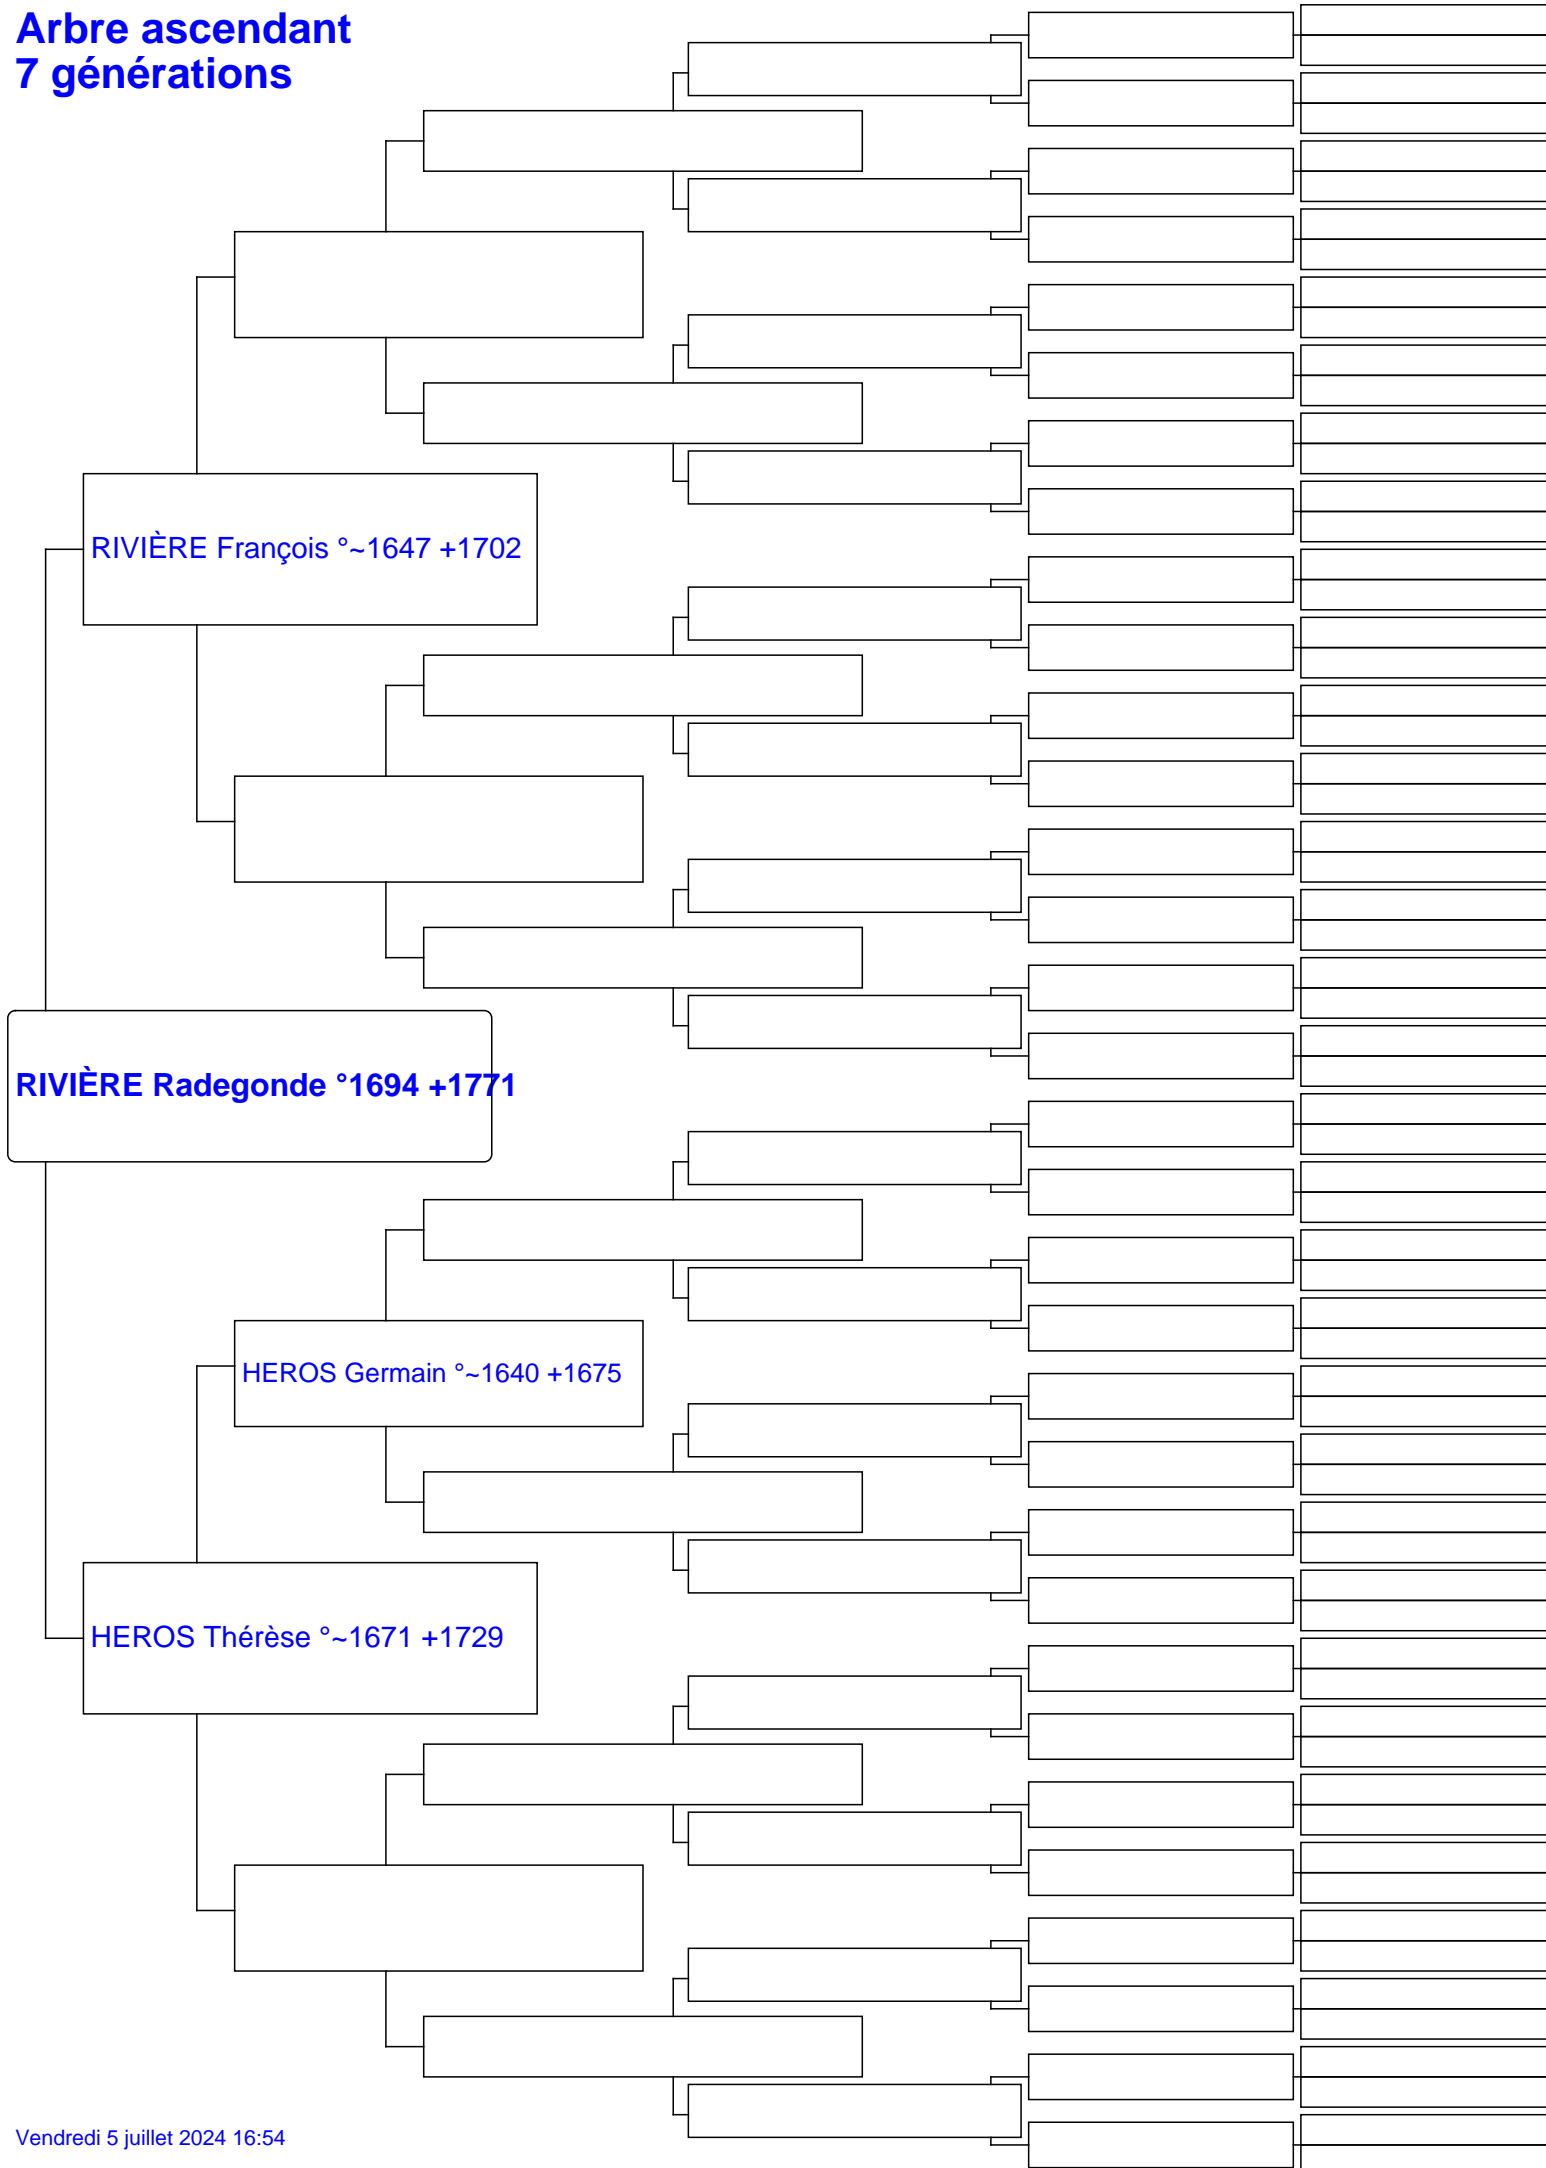 Arbre ascendant
7 générations
RIVIÈRE François °~1647 +1702
RIVIÈRE Radegonde °1694 +1771
HEROS Germain °~1640 +1675
HEROS Thérèse °~1671 +1729
Vendredi 5 juillet 2024 16:54